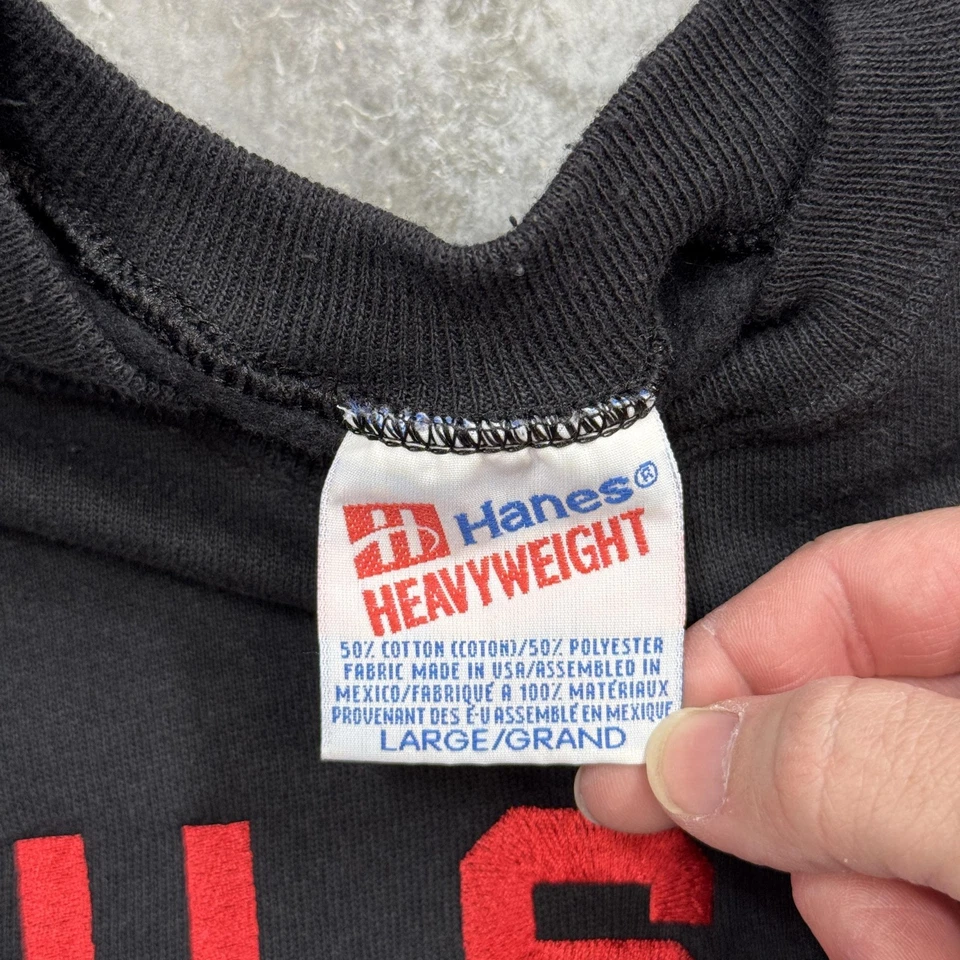 Hanes®
HEAVYWEIGHT
50% COTTON (COTON)/50% POLYESTER
FABRIC MADE IN USA/ASSEMBLED IN
MEXICO/FABRIQUÉ A 100% MATÉRIAUX
PROVENANT DES É-U ASSEMBLÉ EN MEXIQUE
LARGE/GRAND